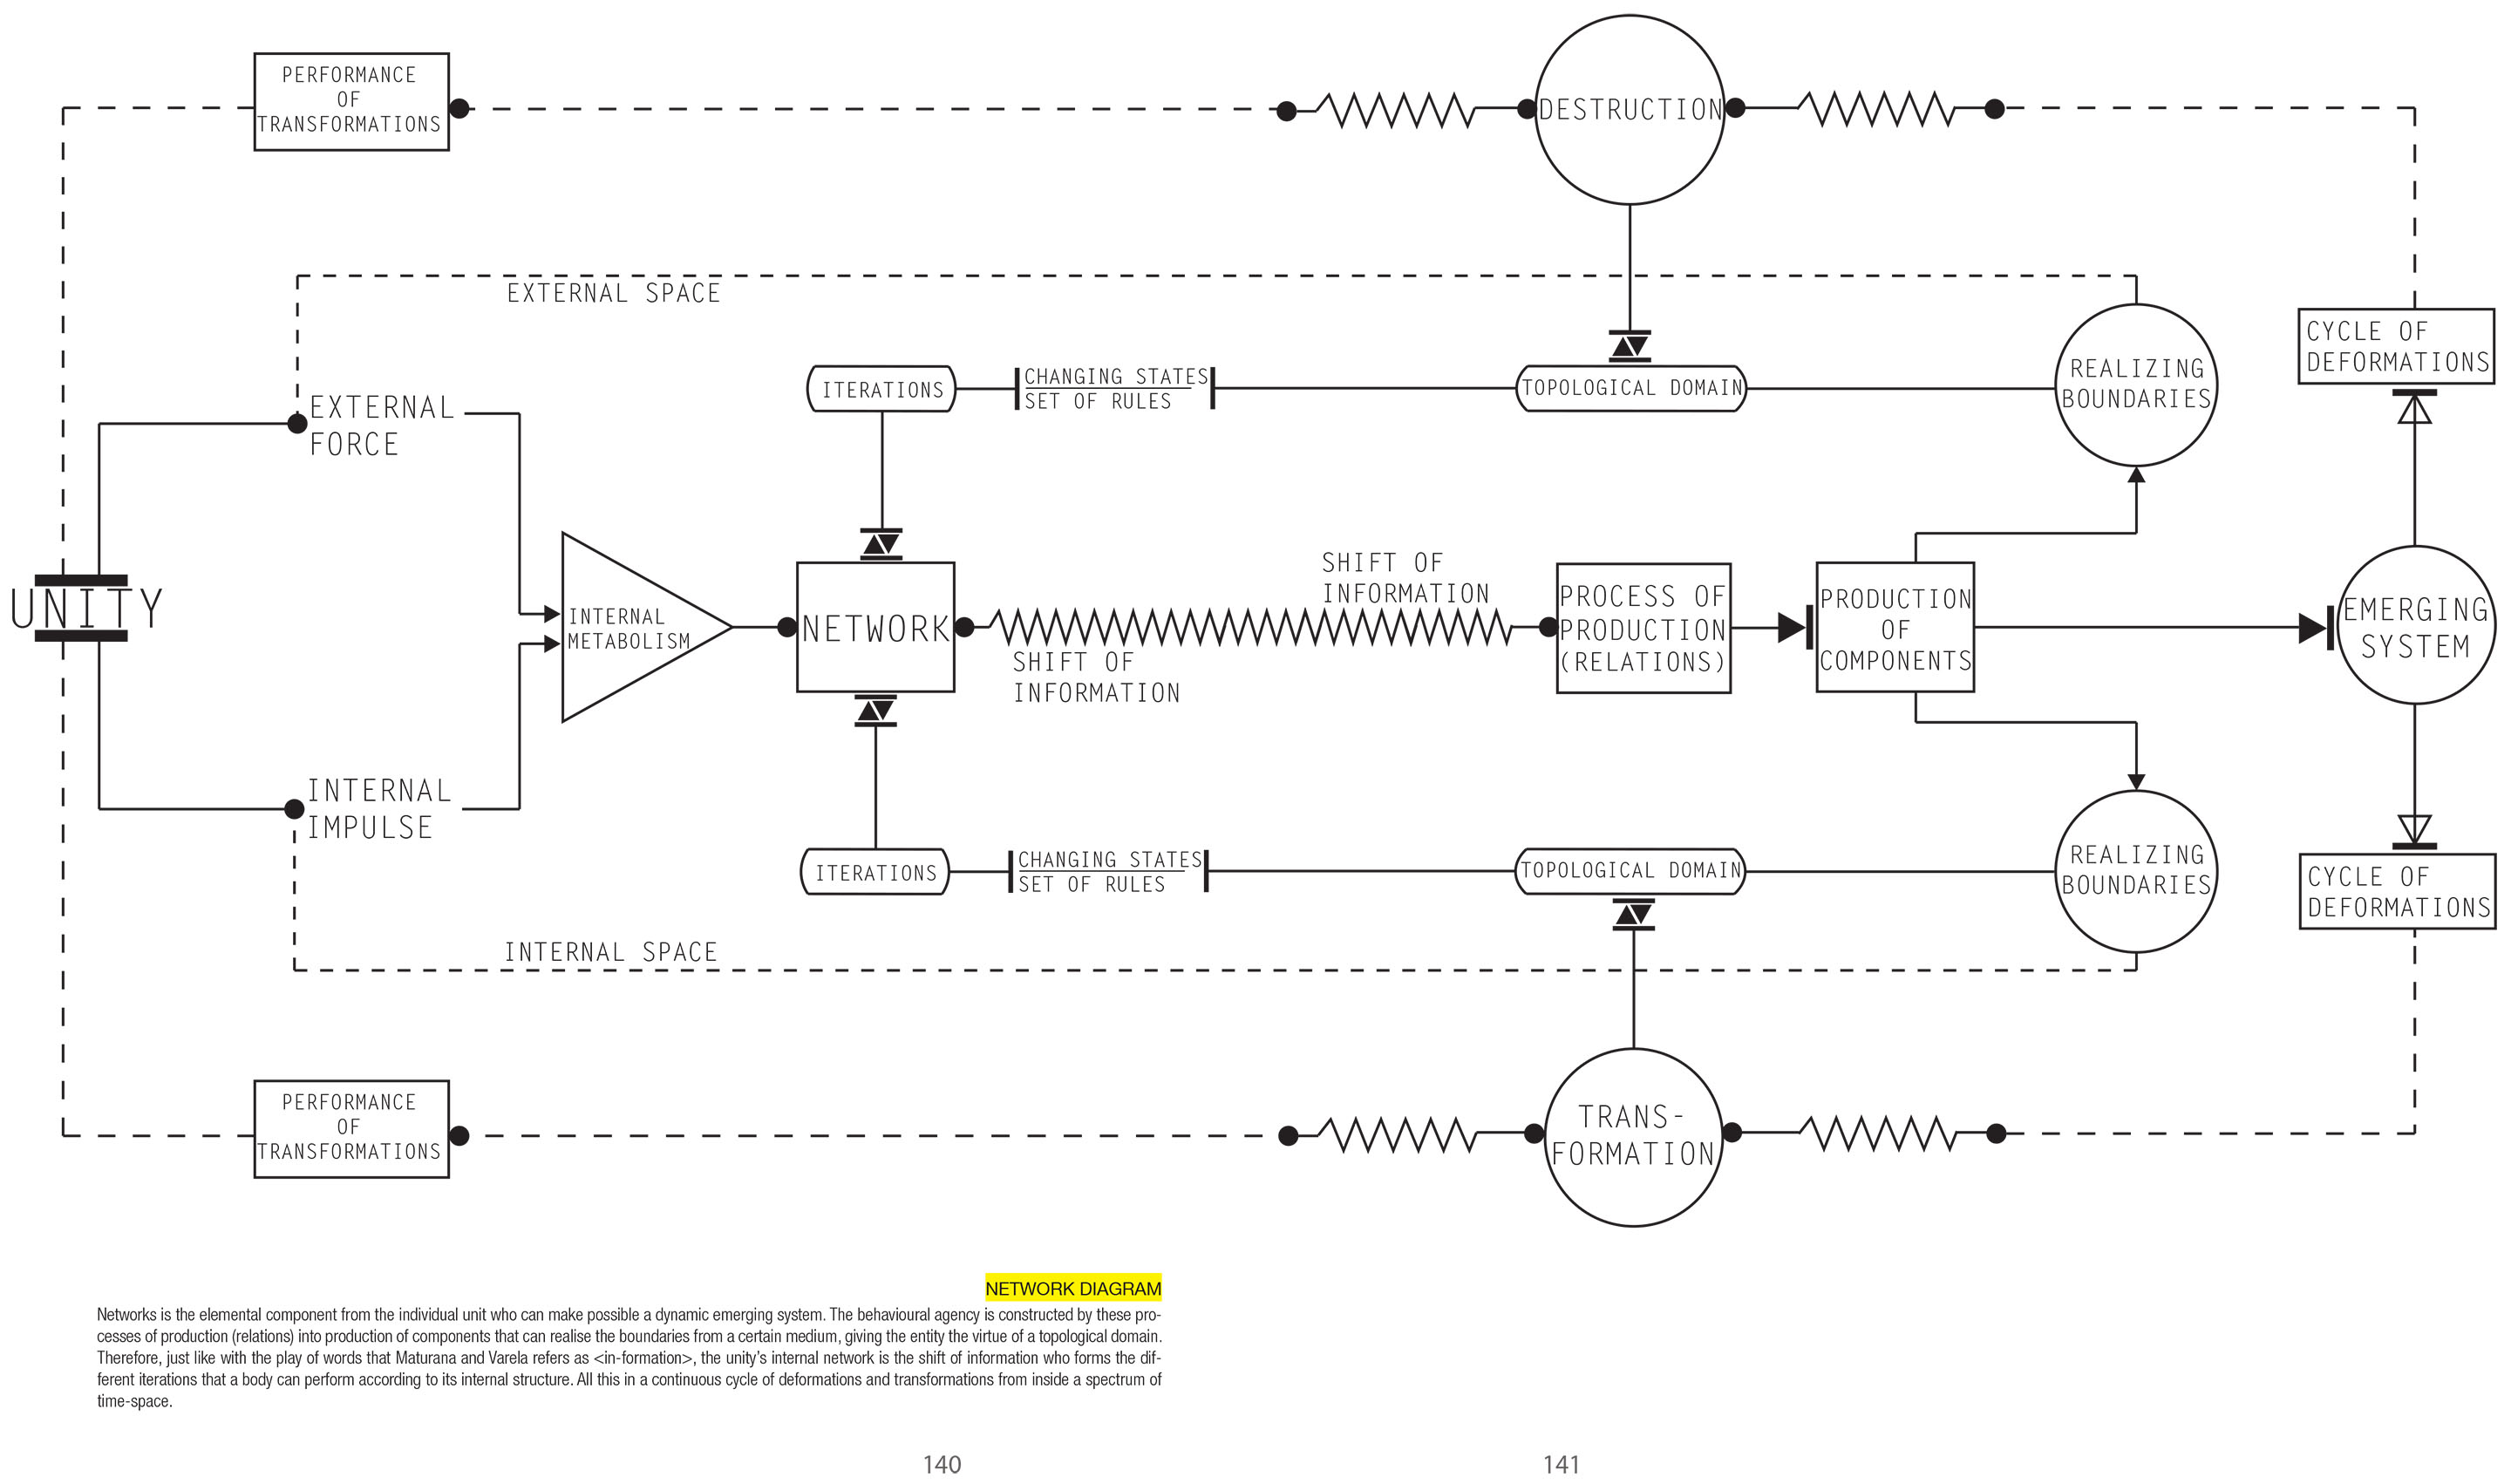 PERFORMANCE
OF
TRANSFORMATIONS
DESTRUCTION
EXTERNAL SPACE
CYCLE OF
DEFORMATIONS
REALIZING
BOUNDARIES
ITERATIONS
CHANGING STATES
SET OF RULES
TOPOLOGICAL DOMAIN
EXTERNAL
FORCE
UNITY
INTERNAL
METABOLISM
NETWORK
SHIFT OF
INFORMATION
SHIFT OF
INFORMATION
PROCESS OF
PRODUCTION
(RELATIONS)
PRODUCTION
OF
COMPONENTS
EMERGING
SYSTEM
INTERNAL
IMPULSE
ITERATIONS
CHANGING STATES
SET OF RULES
TOPOLOGICAL DOMAIN
REALIZING
BOUNDARIES
CYCLE OF
DEFORMATIONS
INTERNAL SPACE
PERFORMANCE
OF
TRANSFORMATIONS
TRANS-
FORMATION
NETWORK DIAGRAM
Networks is the elemental component from the individual unit who can make possible a dynamic emerging system. The behavioural agency is constructed by these pro-
cesses of production (relations) into production of components that can realise the boundaries from a certain medium, giving the entity the virtue of a topological domain.
Therefore, just like with the play of words that Maturana and Varela refers as <in-formation>, the unity's internal network is the shift of information who forms the dif-
ferent iterations that a body can perform according to its internal structure. All this in a continuous cycle of deformations and transformations from inside a spectrum of
time-space.
140
141